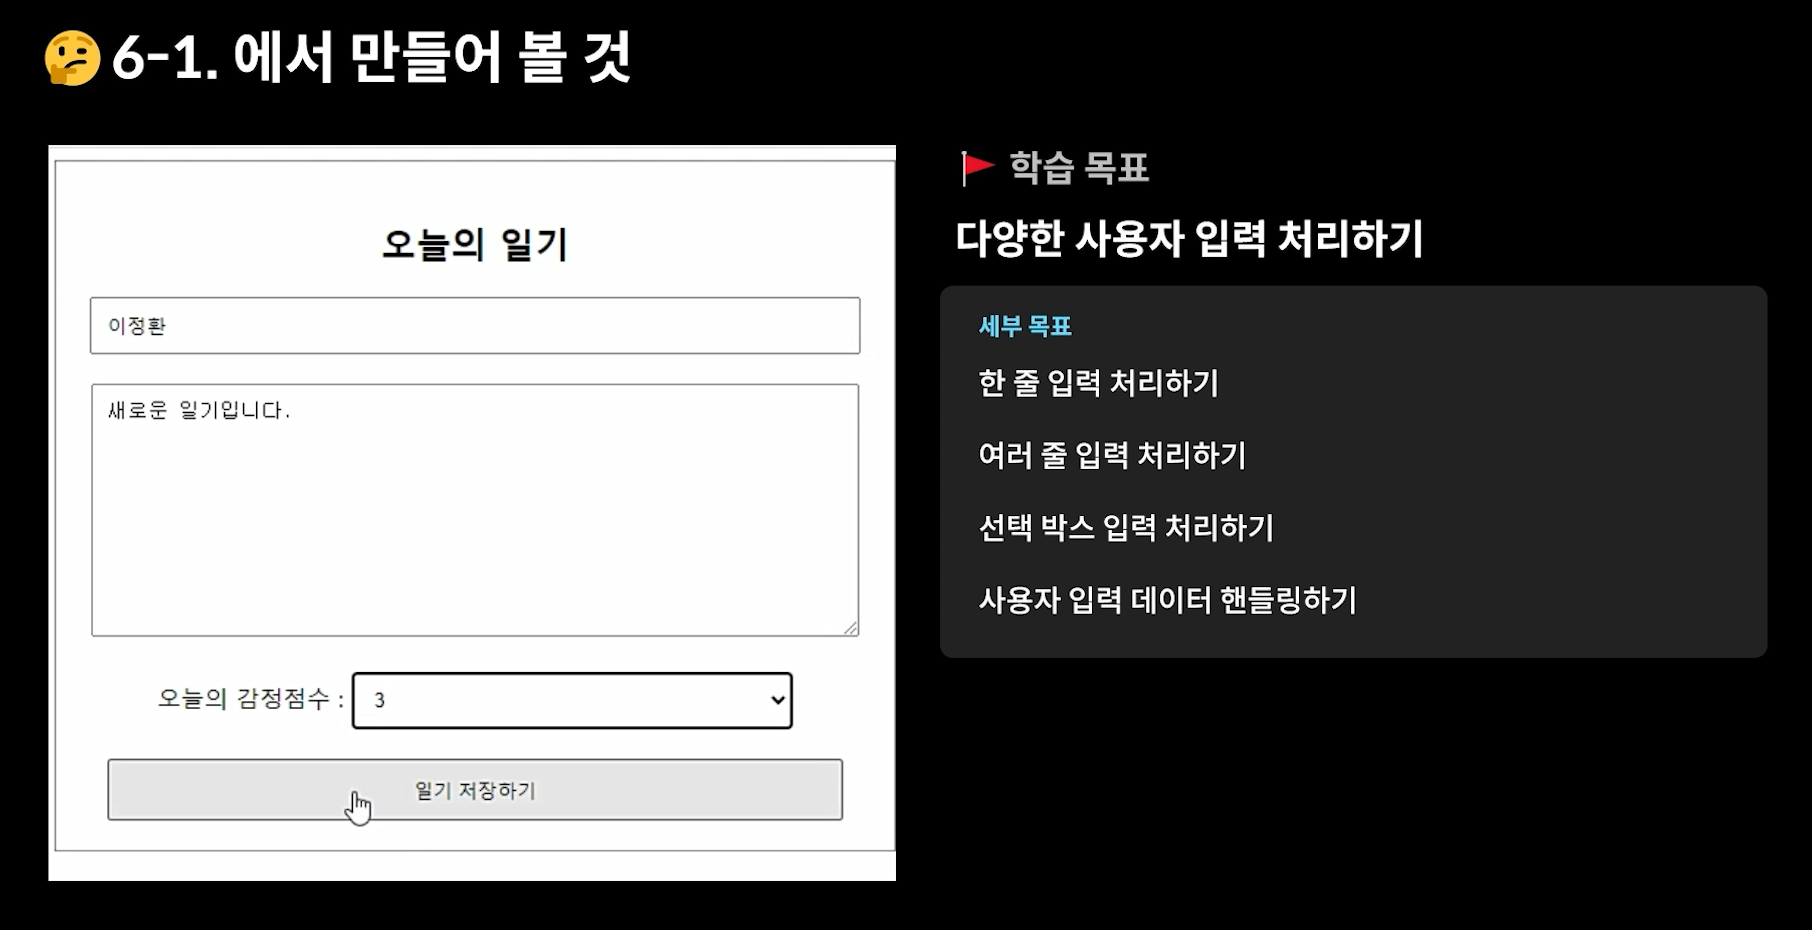 🤔 6-1. 에서 만들어 볼 것
오늘의 일기
이정환
새로운 일기입니다.
오늘의 감정점수 : 3
일기 저장하기
🚩 학습 목표
다양한 사용자 입력 처리하기
세부 목표
한 줄 입력 처리하기
여러 줄 입력 처리하기
선택 박스 입력 처리하기
사용자 입력 데이터 핸들링하기